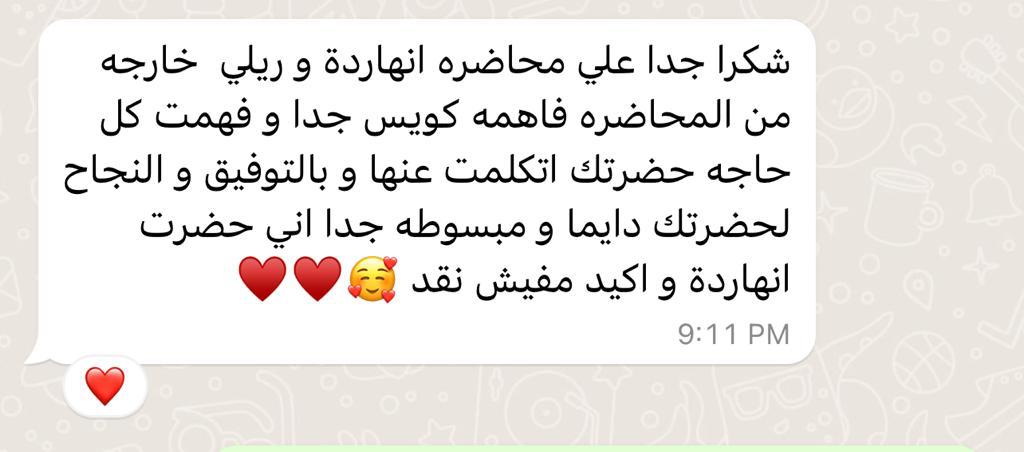 شكرا جدا علي محاضره انهاردة و ريلي خارجه
من المحاضره فاهمه كويس جدا و فهمت كل
حاجه حضرتك اتكلمت عنها و بالتوفيق و النجاح
لحضرتك دايما و مبسوطه جدا اني حضرت
انهاردة و اكيد مفيش نقد 🥰♥️♥️
9:11 PM
❤️